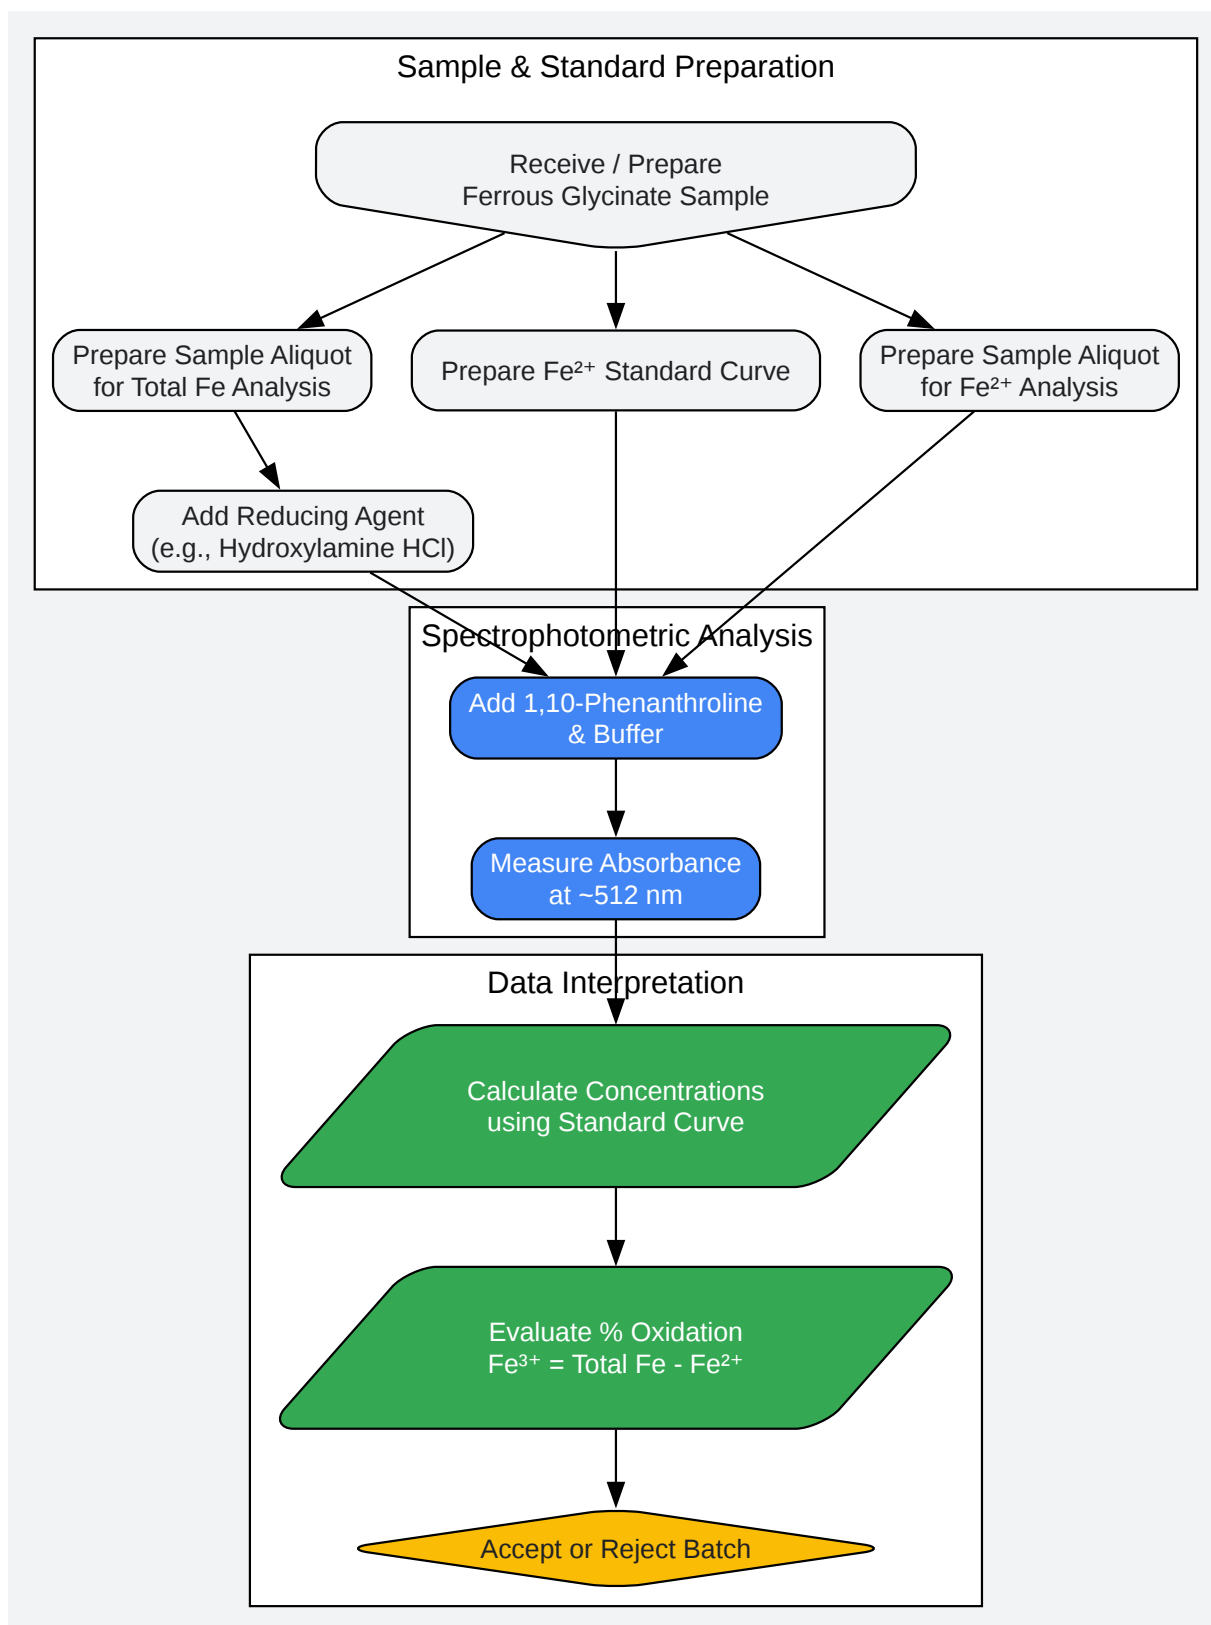 Sample & Standard Preparation
Receive / Prepare
Ferrous Glycinate Sample
Prepare Sample Aliquot
for Total Fe Analysis
Prepare Fe²⁺ Standard Curve
Prepare Sample Aliquot
for Fe²⁺ Analysis
Add Reducing Agent
(e.g., Hydroxylamine HCl)
Spectrophotometric Analysis
Add 1,10-Phenanthroline
& Buffer
Measure Absorbance
at ~512 nm
Data Interpretation
Calculate Concentrations
using Standard Curve
Evaluate % Oxidation
Fe³⁺ = Total Fe - Fe²⁺
Accept or Reject Batch